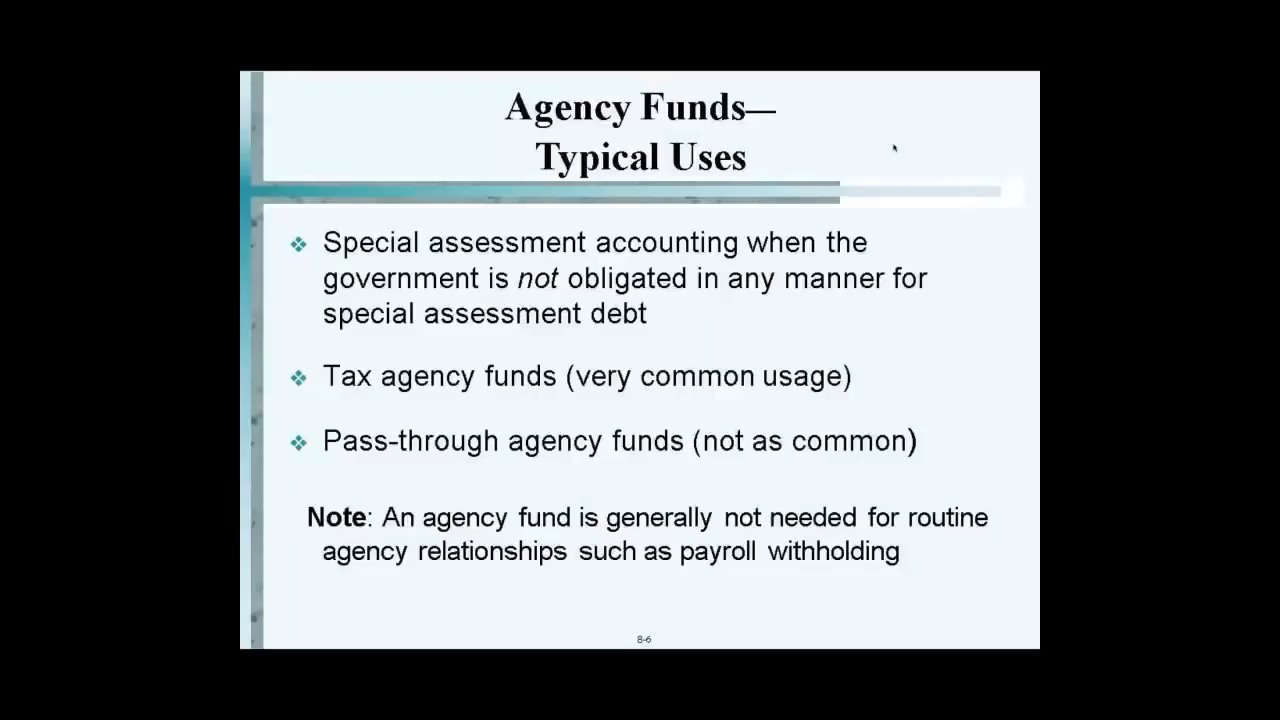 Agency Funds—
Typical Uses
Special assessment accounting when the
government is not obligated in any manner for
special assessment debt
Tax agency funds (very common usage)
Pass-through agency funds (not as common)
Note: An agency fund is generally not needed for routine
agency relationships such as payroll withholding
8-6